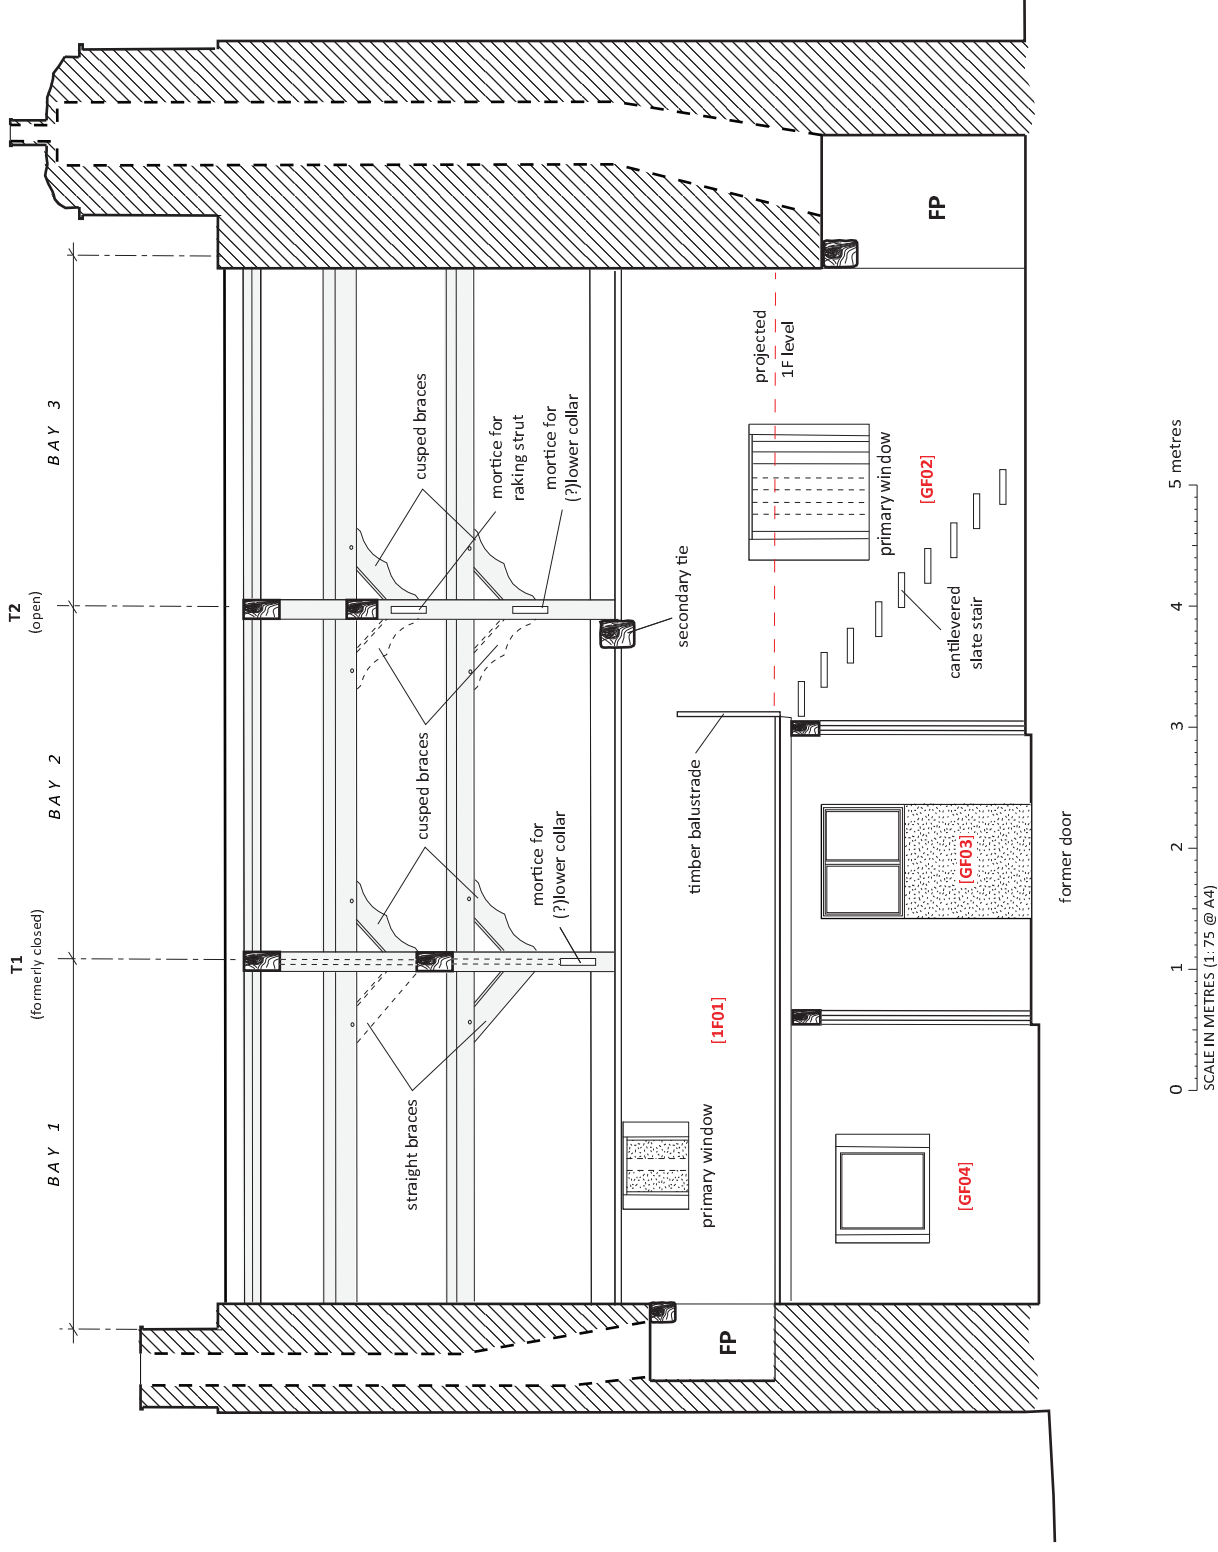 T1
(formerly closed)
T2
(open)
BAY 1
BAY 2
BAY 3
straight braces
cusped braces
cusped braces
cusped braces
mortice for
(?)lower collar
mortice for
raking strut
mortice for
(?)lower collar
secondary tie
projected
1F level
primary window
primary window
timber balustrade
cantilevered
slate stair
FP
FP
[1F01]
[GF02]
[GF03]
[GF04]
former door
0
1
2
3
4
5 metres
SCALE IN METRES (1: 75 @ A4)